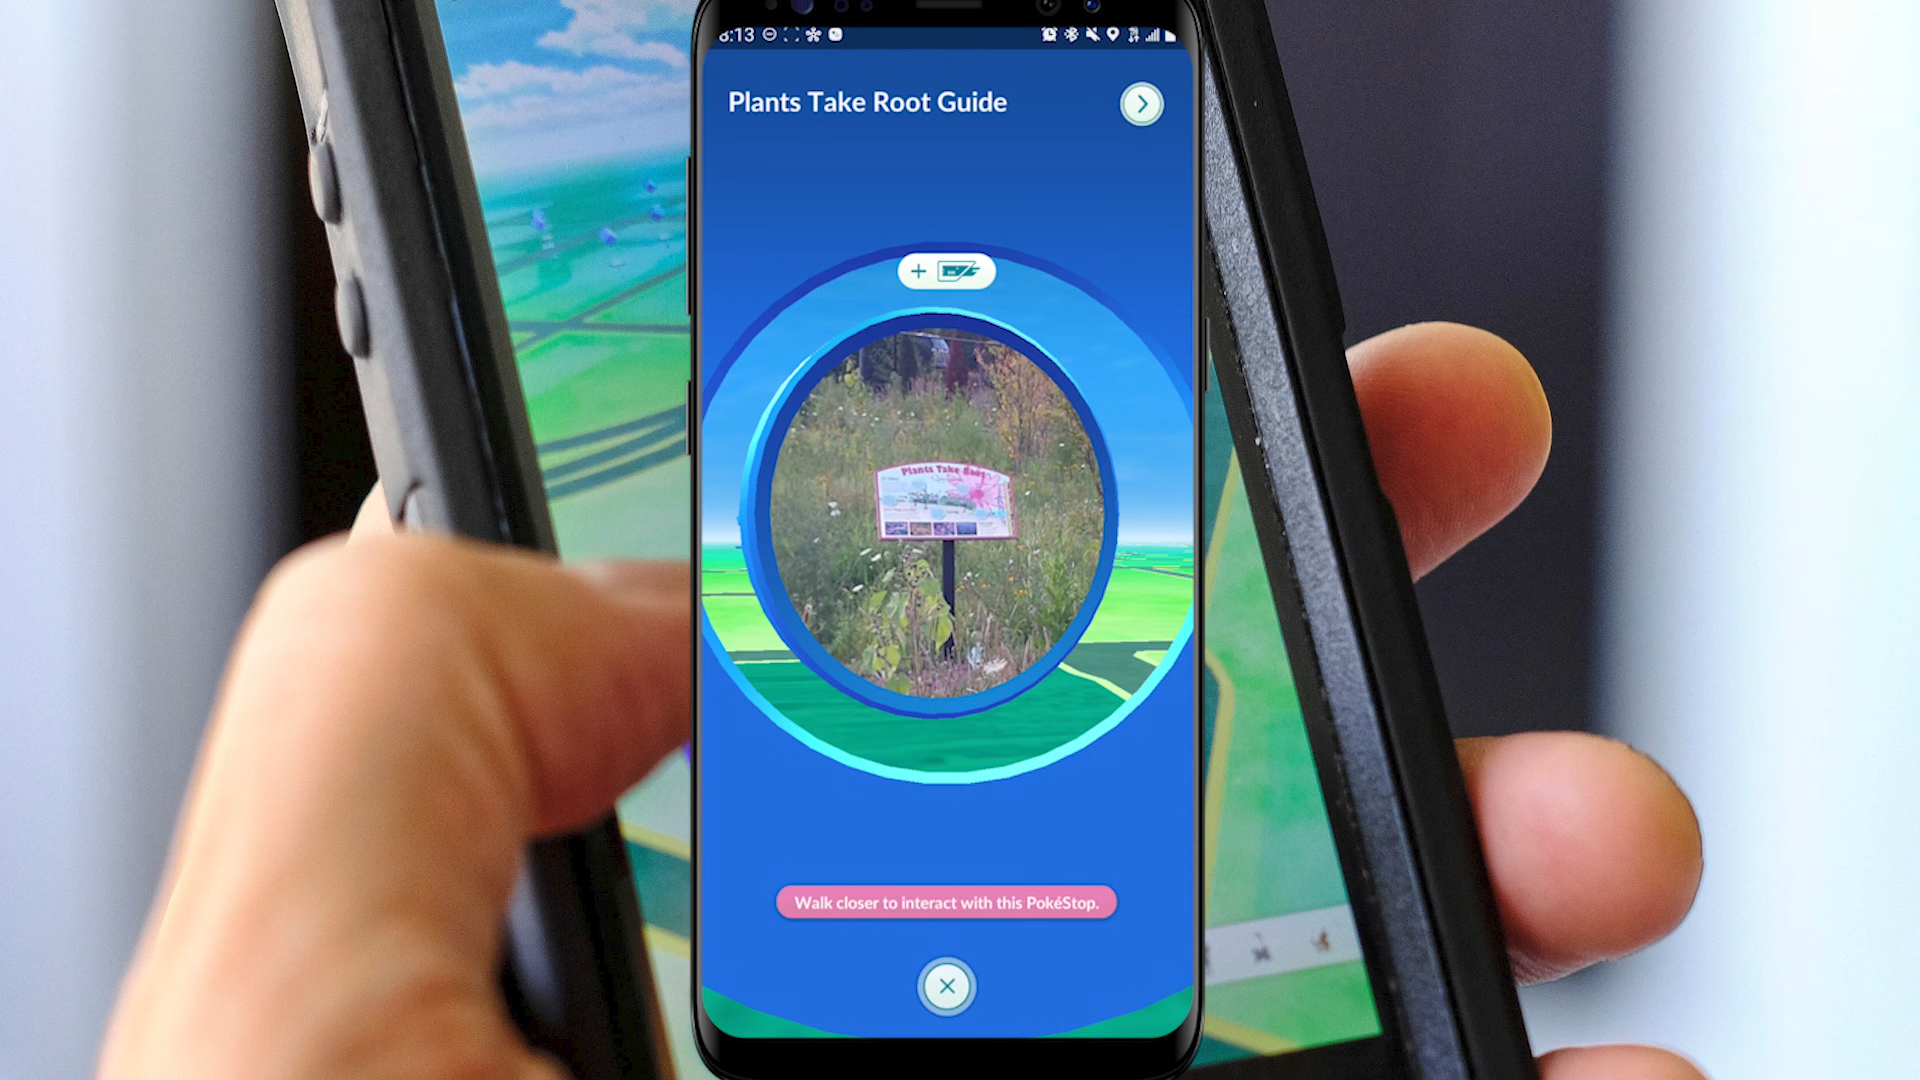 8:13
Plants Take Root Guide
Plants Take Root
Walk closer to interact with this PokéStop.